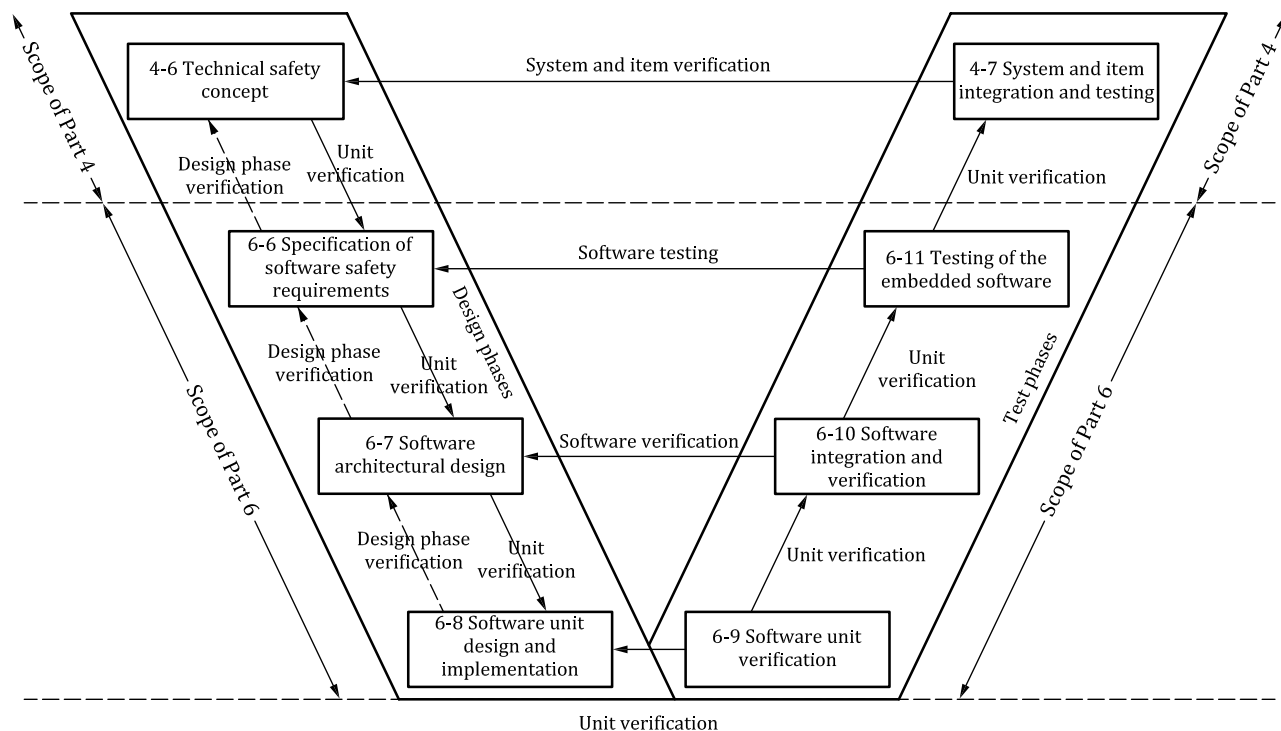 Scope of Part 4
4-6 Technical safety
concept
System and item verification
4-7 System and item
integration and testing
Scope of Part 4
Design phase
verification
Unit
verification
Unit verification
6-6 Specification of
software safety
requirements
Software testing
6-11 Testing of the
embedded software
Design phases
Design phase
verification
Unit
verification
Unit
verification
Test phases
Scope of Part 6
6-7 Software
architectural design
Software verification
6-10 Software
integration and
verification
Scope of Part 6
Design phase
verification
Unit
verification
Unit verification
6-8 Software unit
design and
implementation
6-9 Software unit
verification
Unit verification